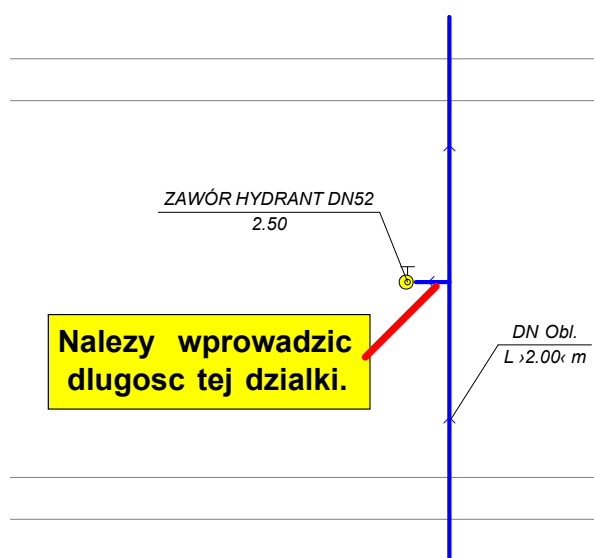 ZAWÓR HYDRANT DN52
2.50
Nalezy wprowadzic
dlugosc tej dzialki.
DN Obl.
L ›2.00‹ m